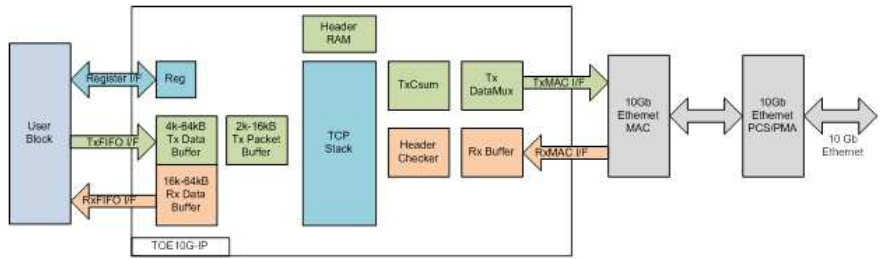 Header
RAM
Register I/F
Reg
TxCsum
Tx
DataMux
TxMAC I/F
User
Block
TxFIFO I/F
4k-64kB
Tx Data
Buffer
2k-16kB
Tx Packet
Buffer
TCP
Stack
10Gb
Ethernet
MAC
10Gb
Ethernet
PCS/PMA
10 Gb
Ethernet
Header
Checker
Rx Buffer
RxMAC I/F
RxFIFO I/F
16k-64kB
Rx Data
Buffer
TOE10G-IP